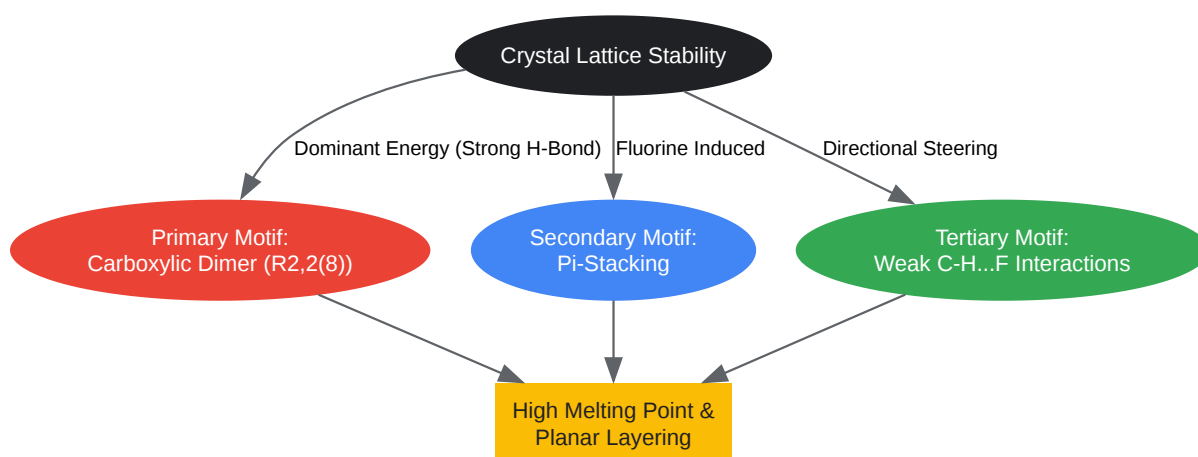 Crystal Lattice Stability
Dominant Energy (Strong H-Bond)
Fluorine Induced
Directional Steering
Primary Motif:
Carboxylic Dimer (R2,2(8))
Secondary Motif:
Pi-Stacking
Tertiary Motif:
Weak C-H...F Interactions
High Melting Point &
Planar Layering